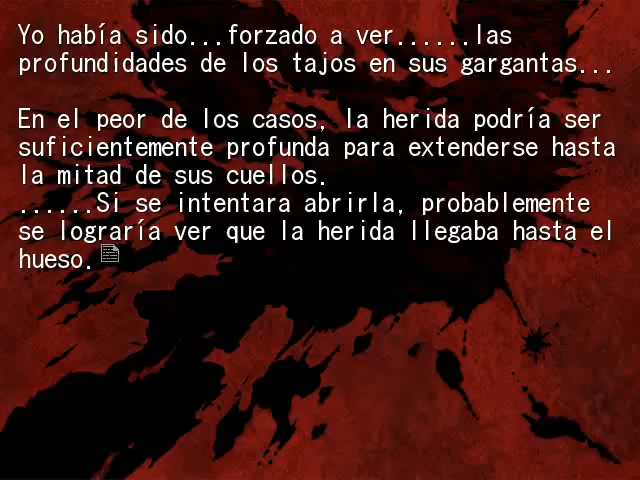 Yo había sido...forzado a ver......las
profundidades de los tajos en sus gargantas...
En el peor de los casos, la herida podría ser
suficientemente profunda para extenderse hasta
la mitad de sus cuellos.
......Si se intentara abrirla, probablemente
se lograría ver que la herida llegaba hasta el
hueso.